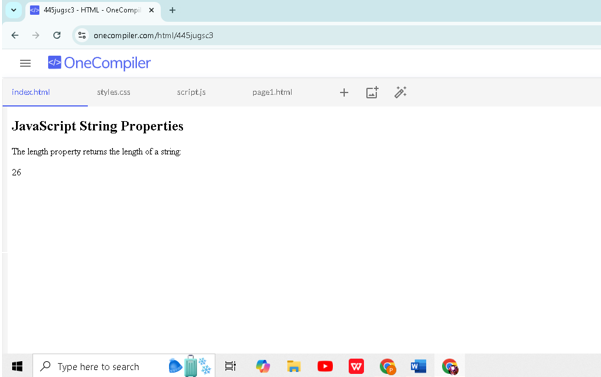 445jugsc3 - HTML - OneCompi
onecompiler.com/html/445jugsc3
</> OneCompiler
index.html styles.css script.js page1.html
JavaScript String Properties
The length property returns the length of a string:
26
Type here to search